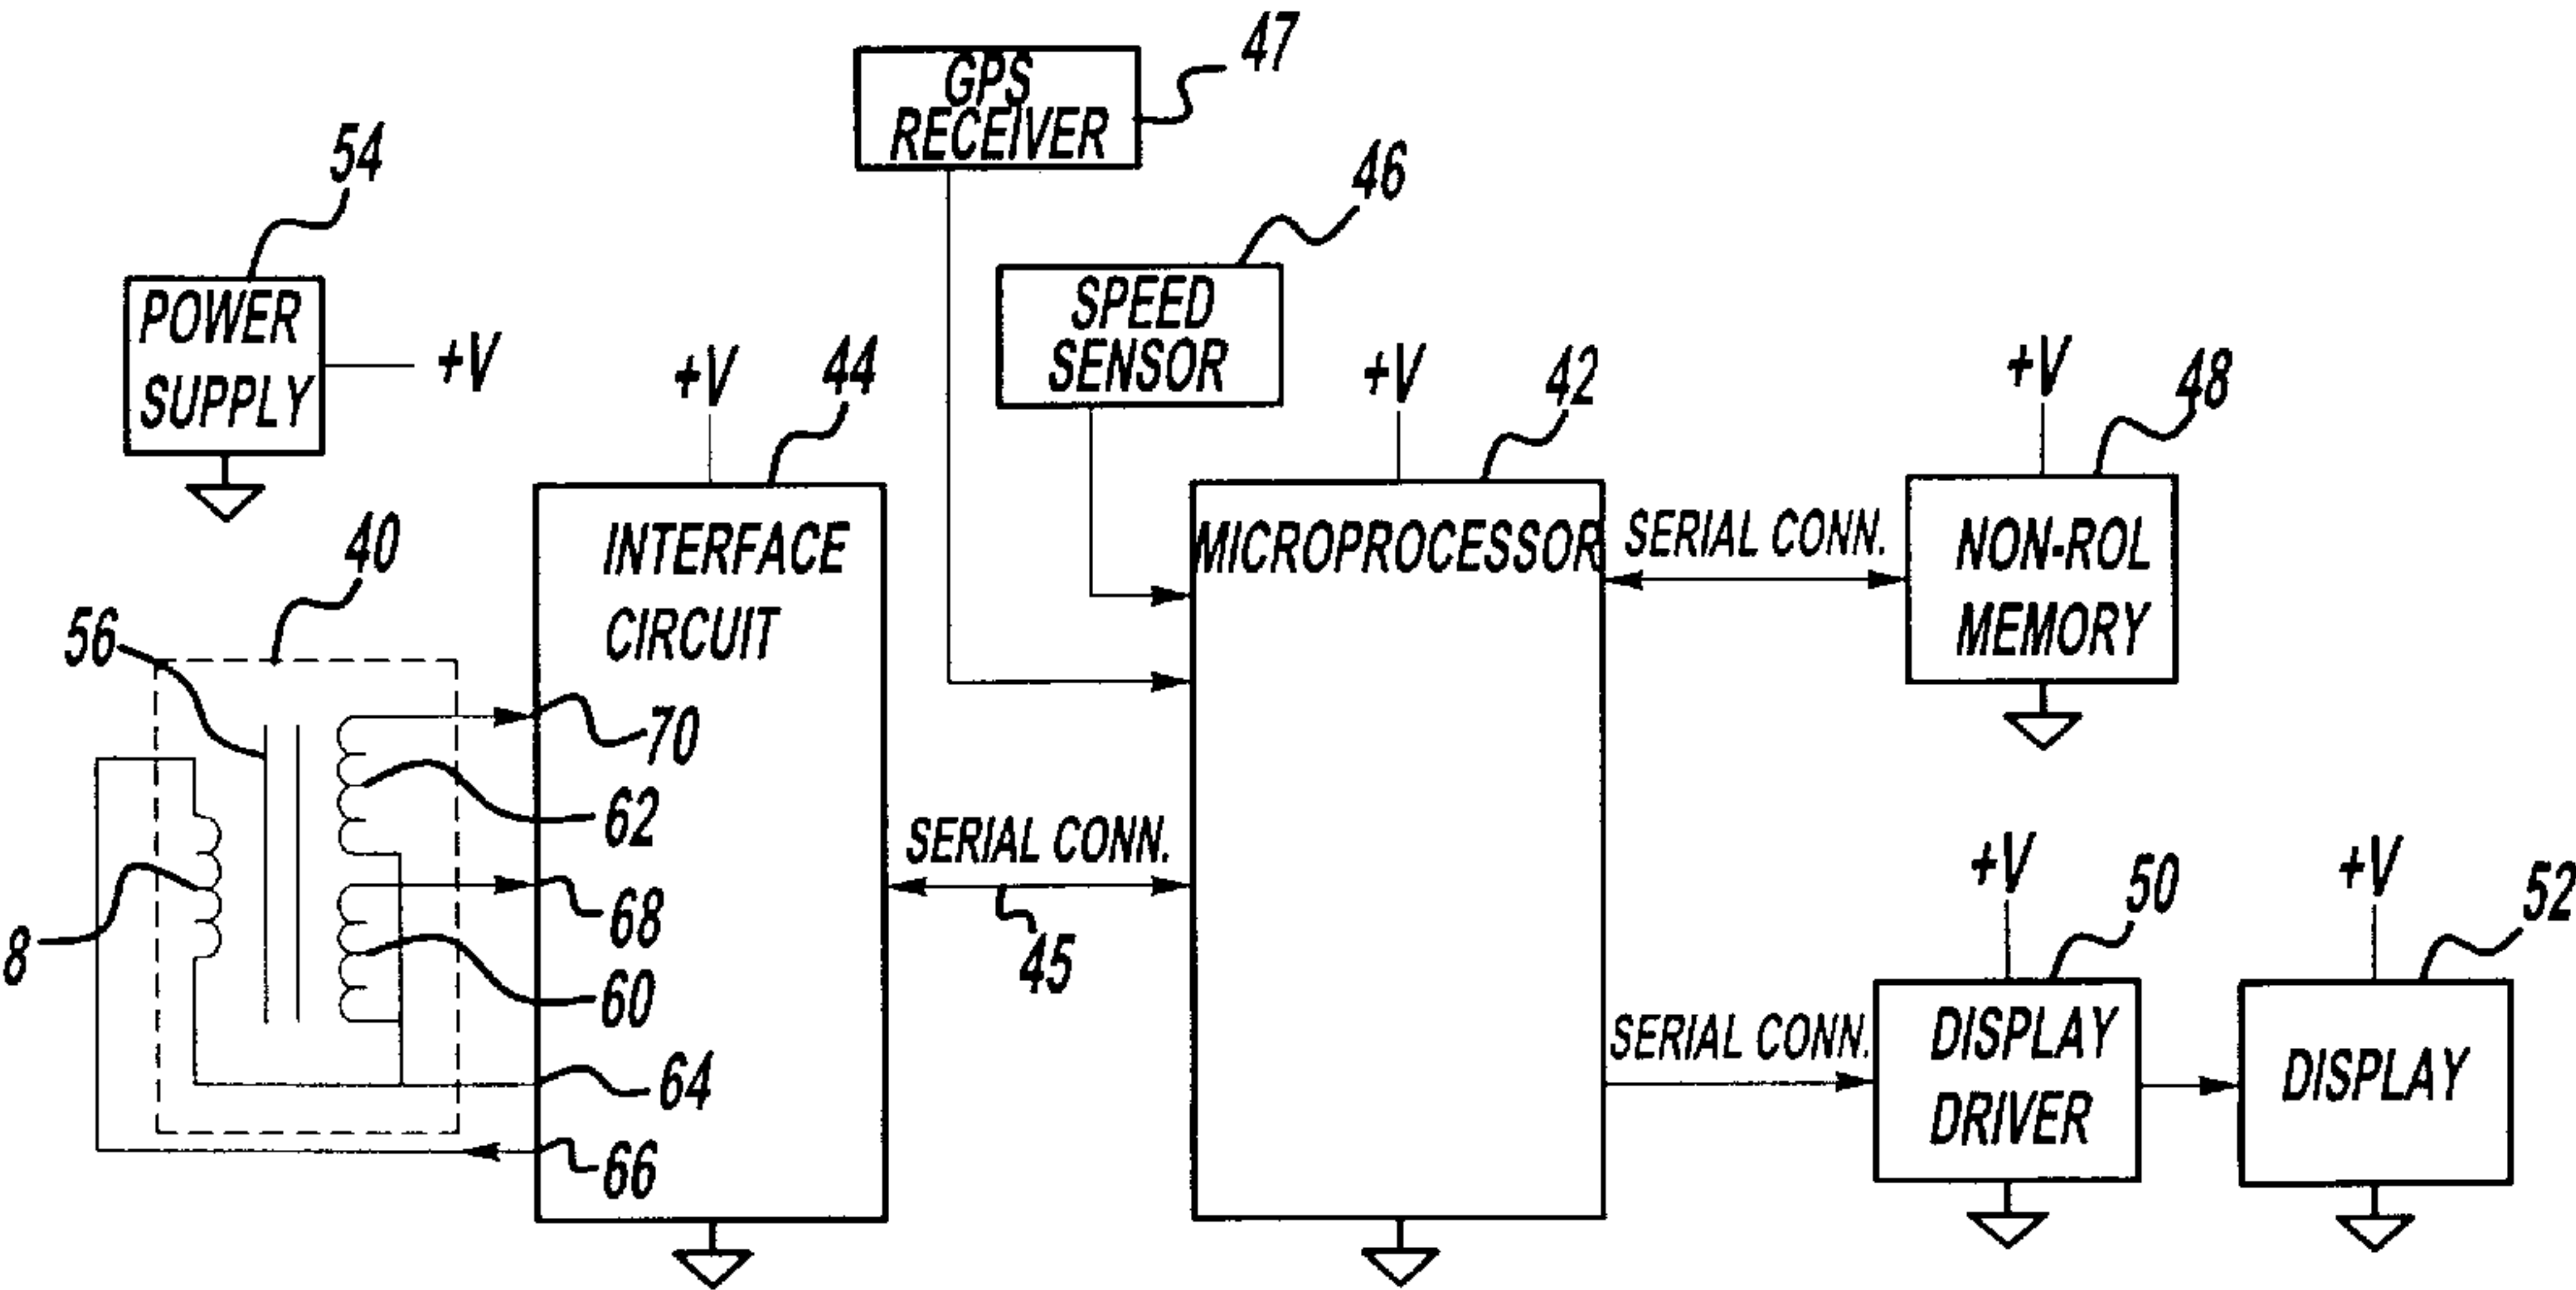 47
GPS
RECEIVER
54
46
POWER
SUPPLY
+V
SPEED
SENSOR
+V
44
+V
42
+V
48
INTERFACE
CIRCUIT
MICROPROCESSOR
SERIAL CONN.
NON-ROL
MEMORY
40
56
70
62
SERIAL CONN.
68
8
60
45
+V
50
+V
52
SERIAL CONN.
DISPLAY
DRIVER
DISPLAY
64
66